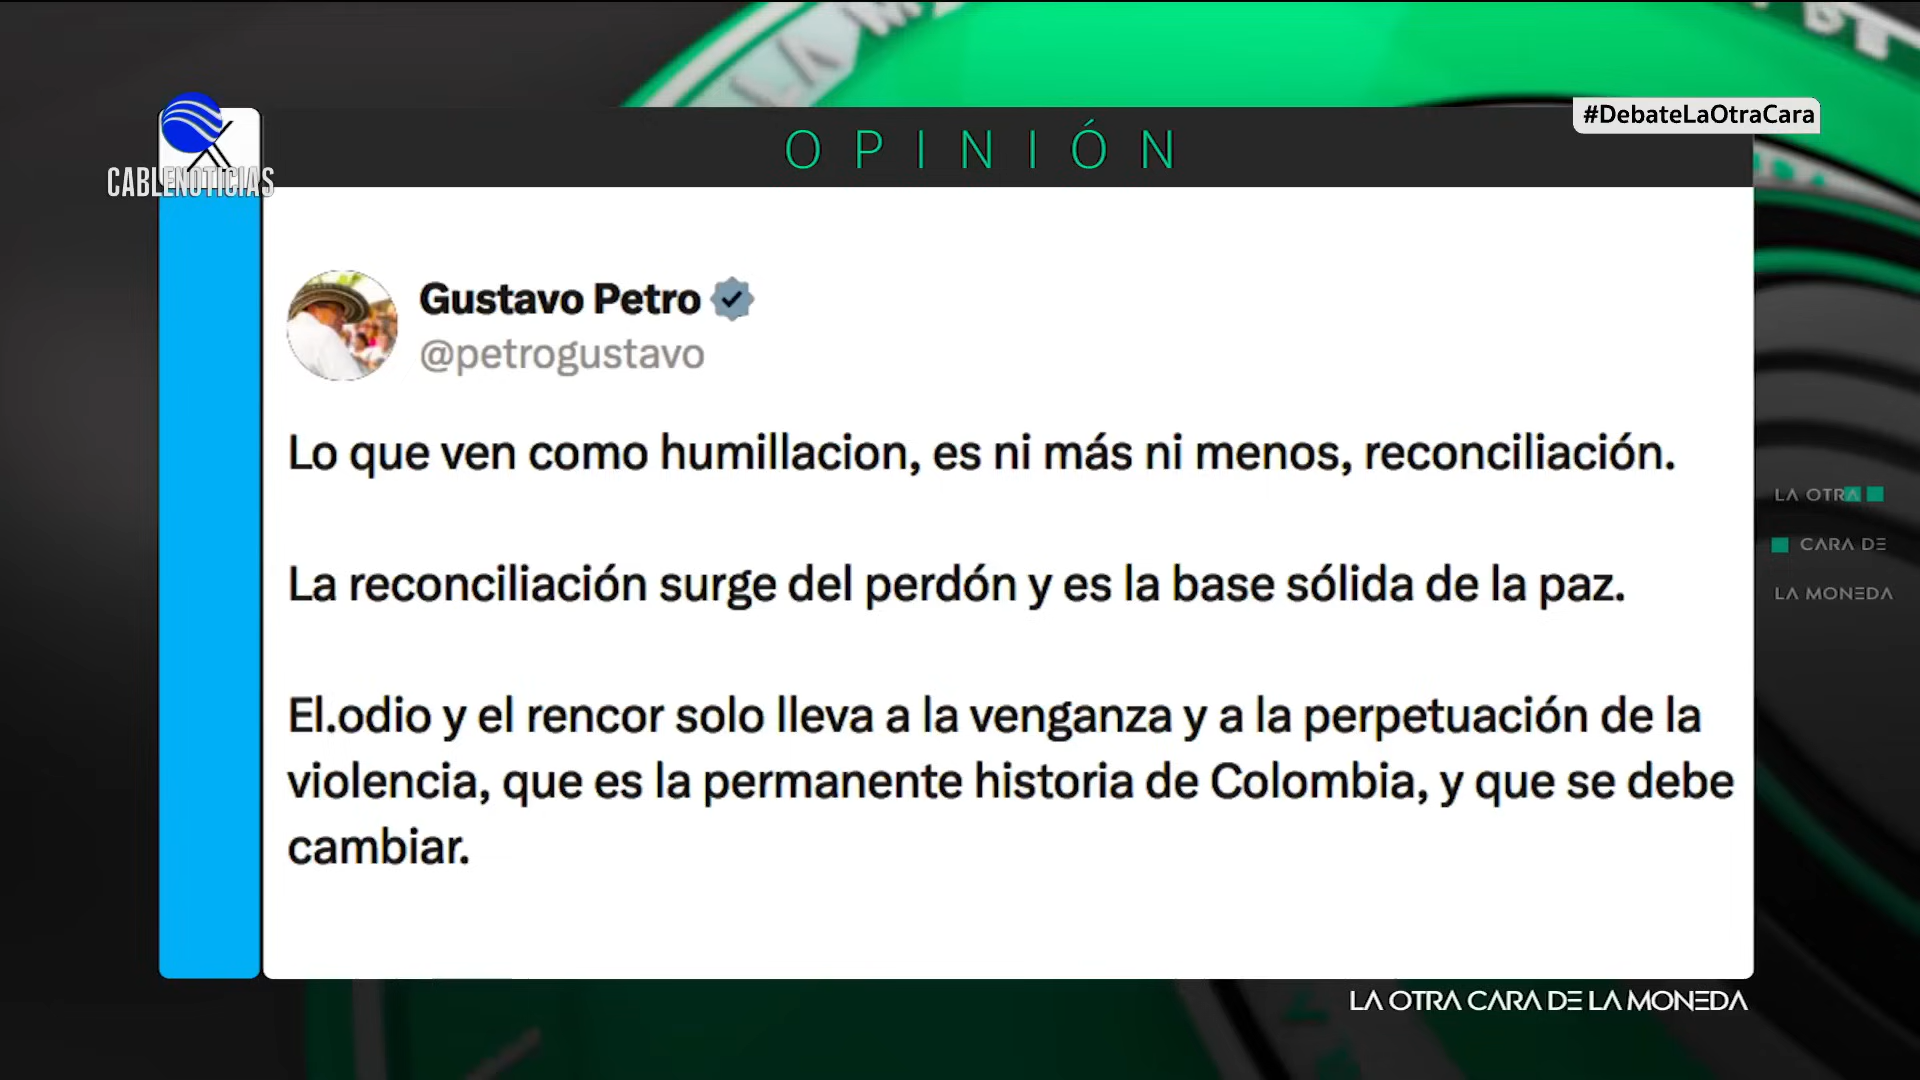 #DebateLaOtraCara
OPINIÓN
CABLENOTICIAS
Gustavo Petro
@petrogustavo
Lo que ven como humillacion, es ni más ni menos, reconciliación.
La reconciliación surge del perdón y es la base sólida de la paz.
El.odio y el rencor solo lleva a la venganza y a la perpetuación de la
violencia, que es la permanente historia de Colombia, y que se debe
cambiar.
LA OTRA
CARA DE
LA MONEDA
LA OTRA CARA DE LA MONEDA